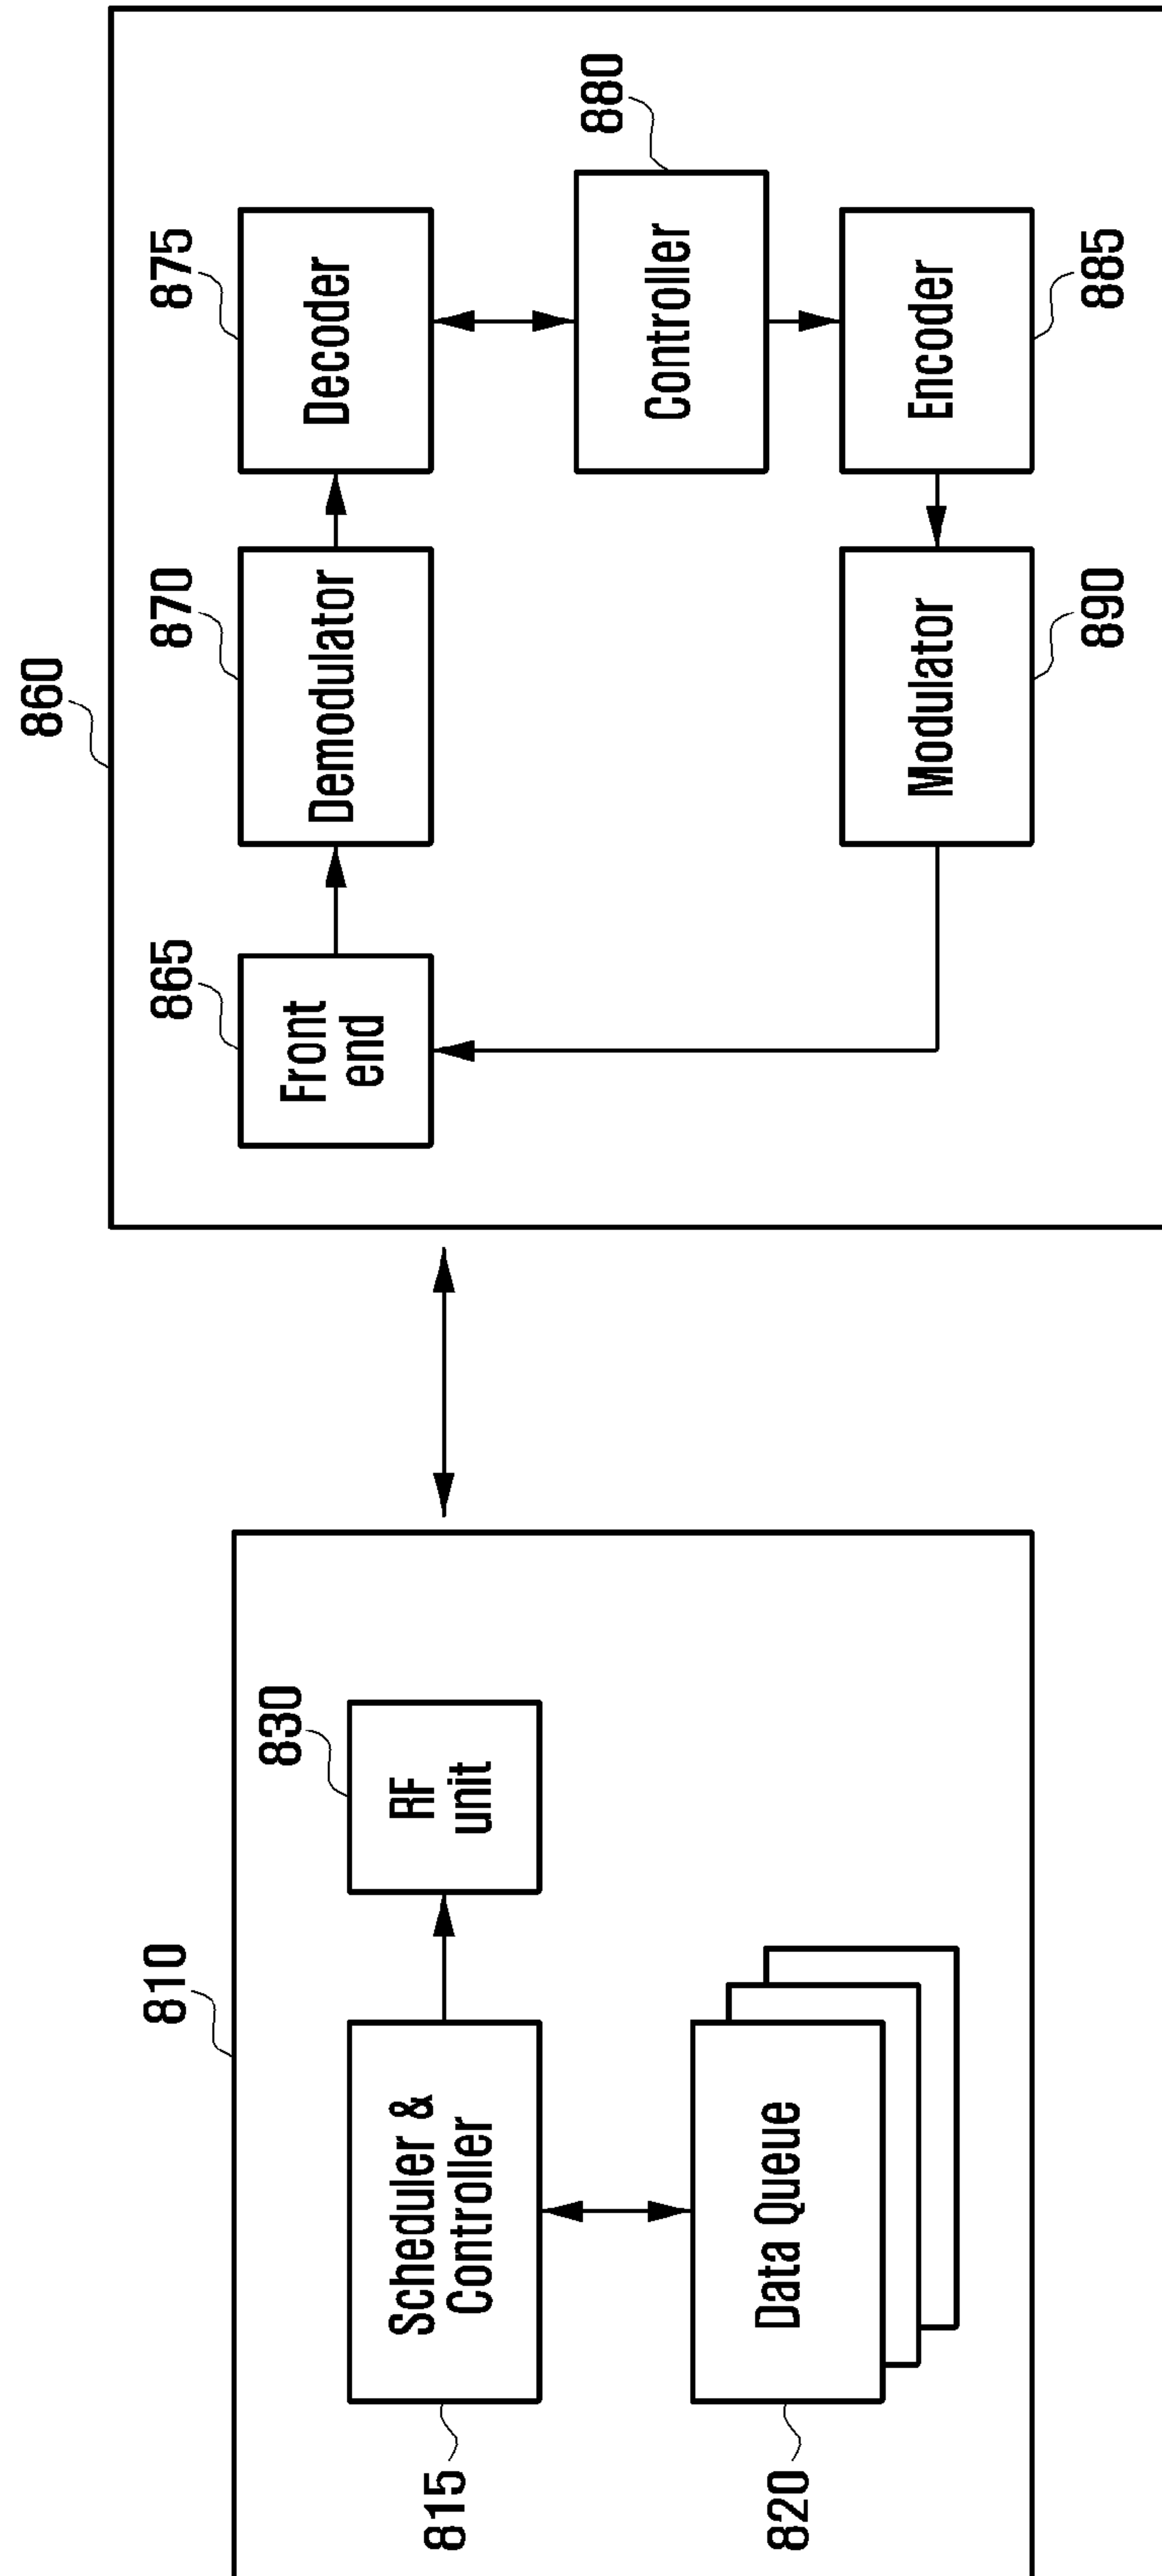 810
815
Scheduler &
Controller
830
RF
unit
820
Data Queue
860
865
Front
end
870
Demodulator
875
Decoder
880
Controller
890
Modulator
885
Encoder